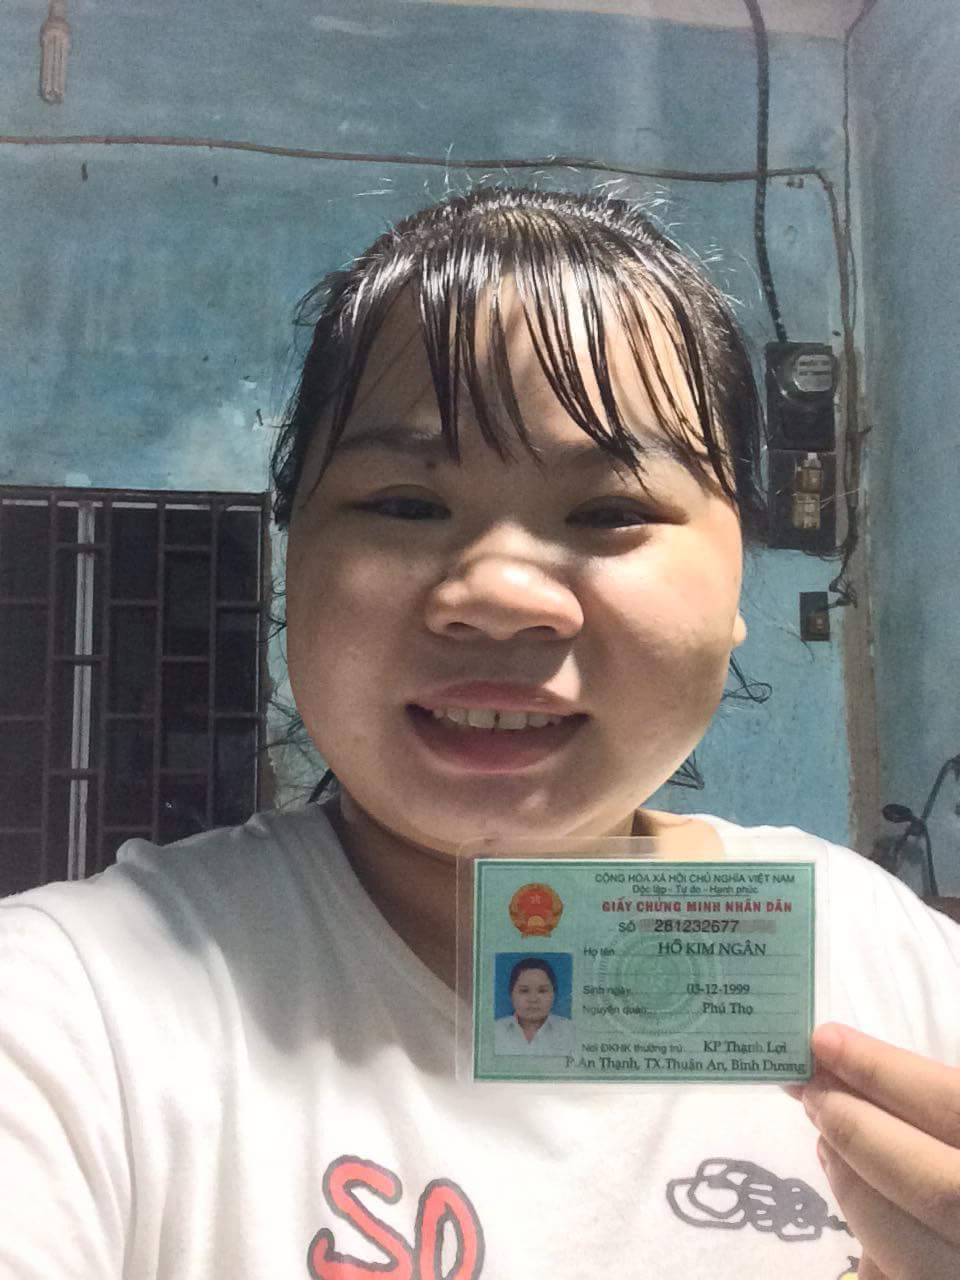 CỘNG HÒA XÃ HỘI CHỦ NGHĨA VIỆT NAM
Độc lập - Tự do - Hạnh phúc
GIẤY CHỨNG MINH NHÂN DÂN
SỐ 281232677
Họ tên HỒ KIM NGÂN
Sinh ngày 03-12-1999
Nguyên quán Phú Thọ
Nơi ĐKHK thường trú KP Thạnh Lợi
P An Thạnh, TX.Thuận An, Bình Dương
SO